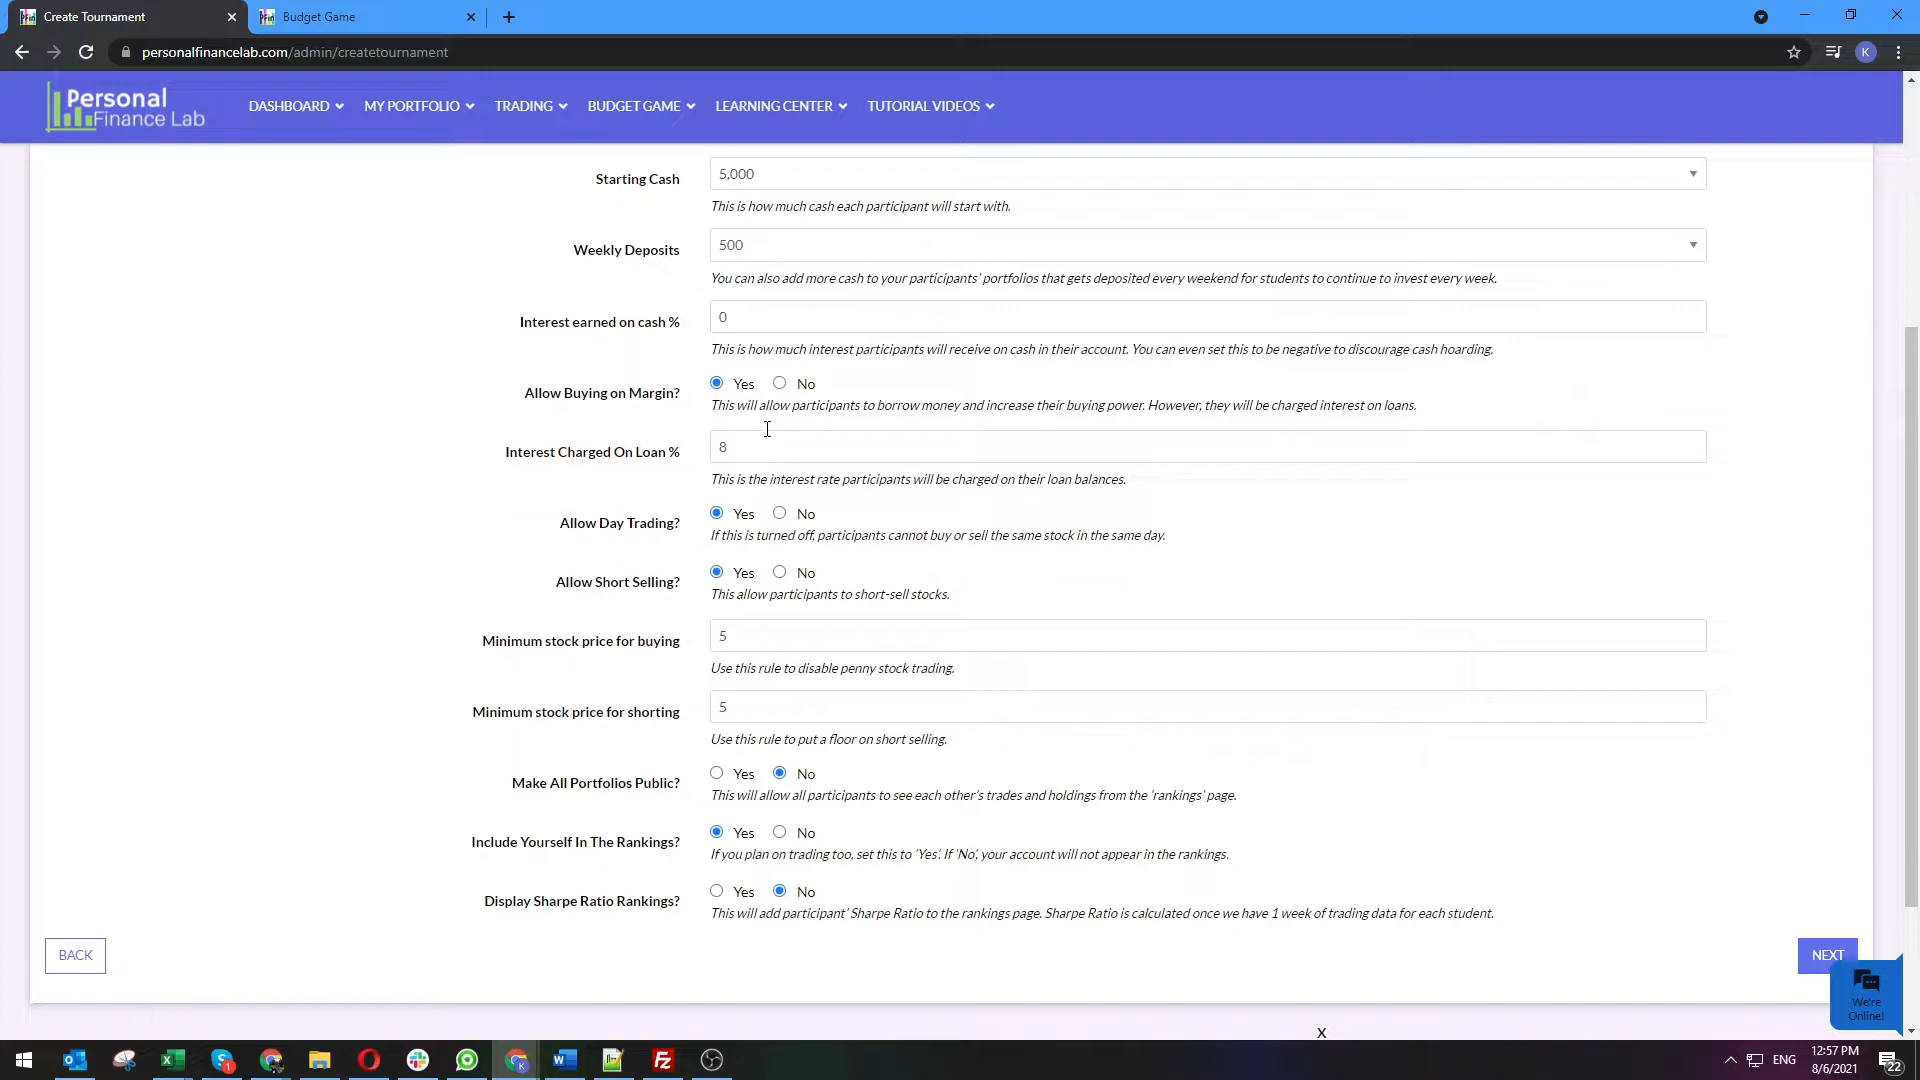 Create Tournament
Budget Game
personalfinancelab.com/admin/createtournament
K
Personal
Finance Lab
DASHBOARD
MY PORTFOLIO
TRADING
BUDGET GAME
LEARNING CENTER
TUTORIAL VIDEOS
Starting Cash
5,000
This is how much cash each participant will start with.
Weekly Deposits
500
You can also add more cash to your participants' portfolios that gets deposited every weekend for students to continue to invest every week.
Interest earned on cash %
0
This is how much interest participants will receive on cash in their account. You can even set this to be negative to discourage cash hoarding.
Allow Buying on Margin?
Yes No
This will allow participants to borrow money and increase their buying power. However, they will be charged interest on loans.
Interest Charged On Loan %
8
This is the interest rate participants will be charged on their loan balances.
Allow Day Trading?
Yes No
If this is turned off, participants cannot buy or sell the same stock in the same day.
Allow Short Selling?
Yes No
This allow participants to short-sell stocks.
Minimum stock price for buying
5
Use this rule to disable penny stock trading.
Minimum stock price for shorting
5
Use this rule to put a floor on short selling.
Make All Portfolios Public?
Yes No
This will allow all participants to see each other's trades and holdings from the 'rankings' page.
Include Yourself In The Rankings?
Yes No
If you plan on trading too, set this to 'Yes'. If 'No', your account will not appear in the rankings.
Display Sharpe Ratio Rankings?
Yes No
This will add participant' Sharpe Ratio to the rankings page. Sharpe Ratio is calculated once we have 1 week of trading data for each student.
BACK
NEXT
We're
Online!
x
ENG
12:57 PM
8/6/2021
22